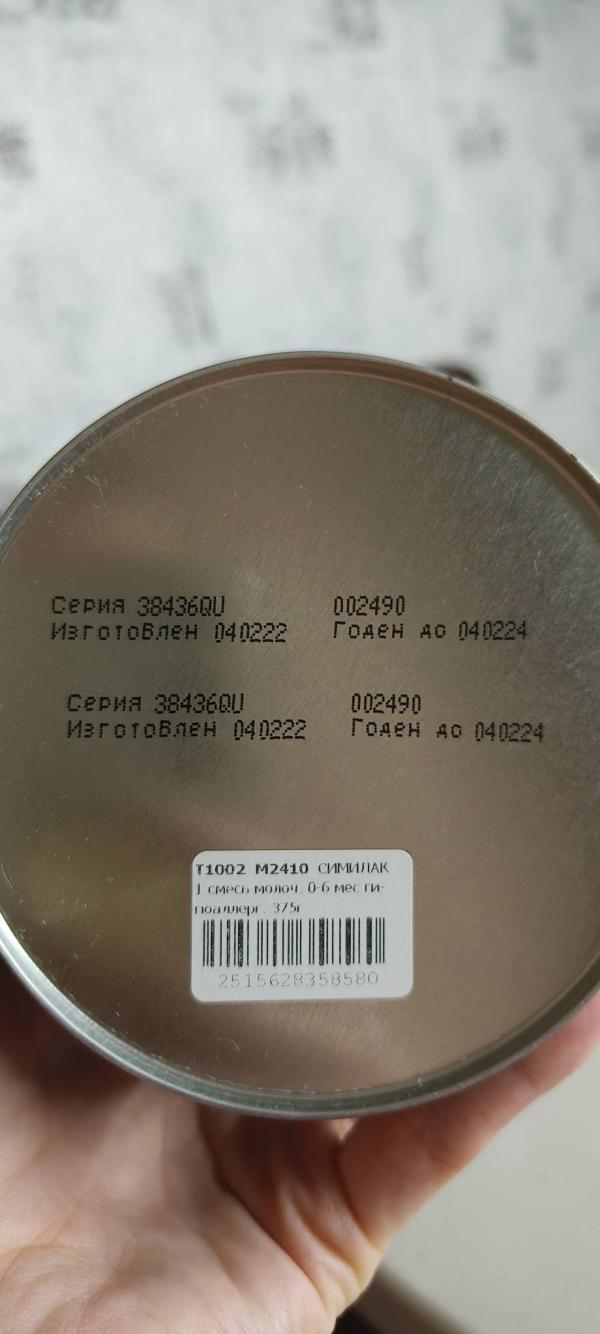 Серия 38436QU 002490
Изготовлен 040222 Годен до 040224
Серия 38436QU 002490
Изготовлен 040222 Годен до 040224
T1002 M2410 СИМИЛАК
1 смесь молоч. 0-6 мес ги-
поаллерг. 375г
2515628358580